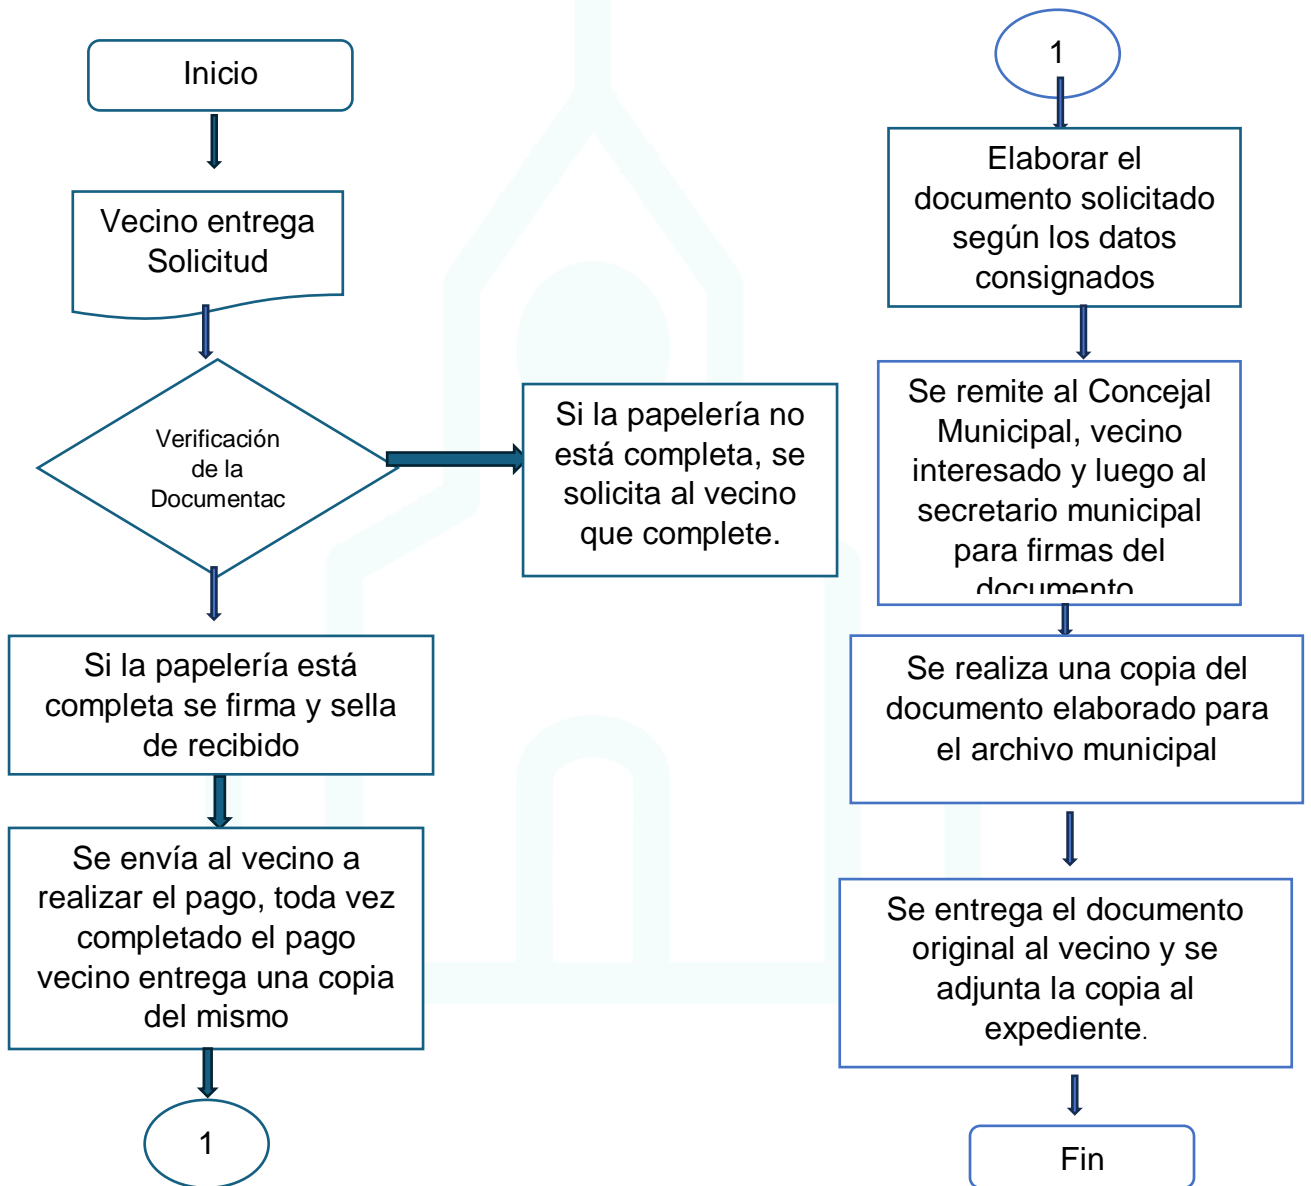 Inicio
Vecino entrega
Solicitud
Verificación
de la
Documentac
Si la papelería no
está completa, se
solicita al vecino
que complete.
Si la papelería está
completa se firma y sella
de recibido
Se envía al vecino a
realizar el pago, toda vez
completado el pago
vecino entrega una copia
del mismo
1
1
Elaborar el
documento solicitado
según los datos
consignados
Se remite al Concejal
Municipal, vecino
interesado y luego al
secretario municipal
para firmas del
documento
Se realiza una copia del
documento elaborado para
el archivo municipal
Se entrega el documento
original al vecino y se
adjunta la copia al
expediente.
Fin